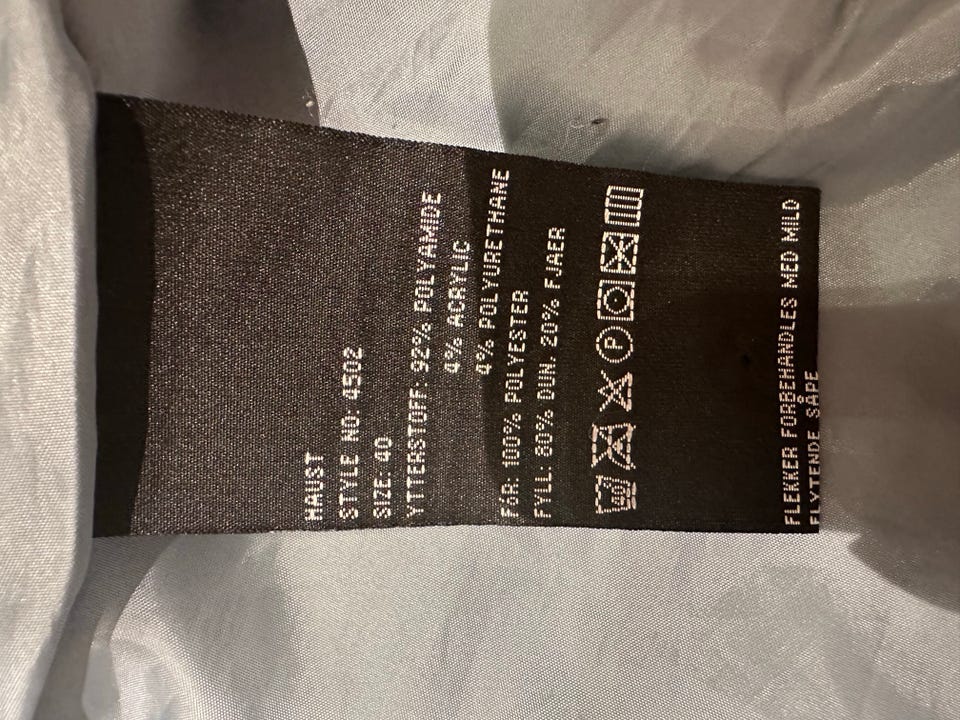 HAUST
STYLE NO: 4502
SIZE: 40
YTTERSTOFF: 92% POLYAMIDE
4% ACRYLIC
4% POLYURETHANE
FÓR: 100% POLYESTER
FYLL: 80% DUN. 20% FJAER
P
FLEKKER FORBEHANDLES MED MILD
FLYTENDE SÅPE